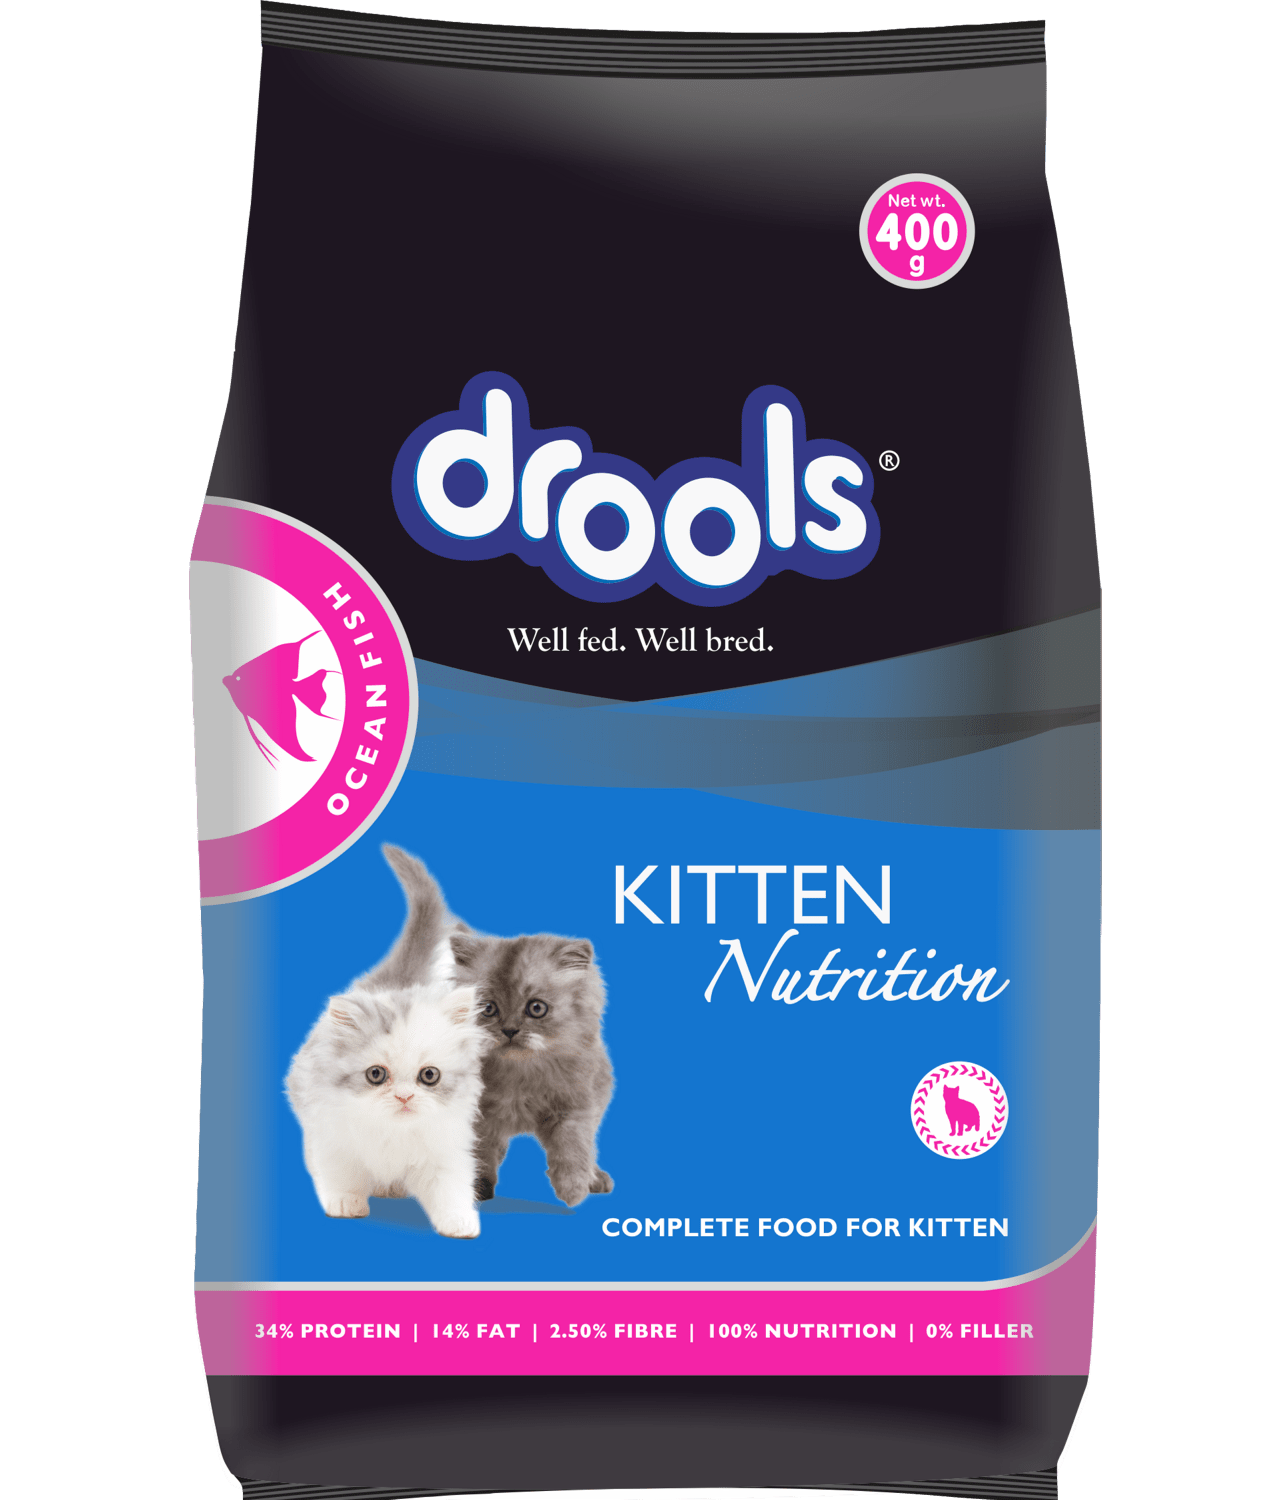 Net wt.
400
g
drools®
Well fed. Well bred.
OCEAN FISH
KITTEN
Nutrition
COMPLETE FOOD FOR KITTEN
34% PROTEIN | 14% FAT | 2.50% FIBRE | 100% NUTRITION | 0% FILLER